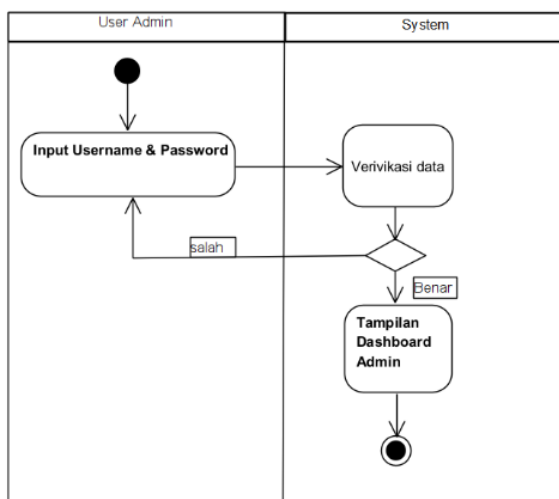 User Admin
System
Input Username & Password
Verivikasi data
salah
Benar
Tampilan
Dashboard
Admin